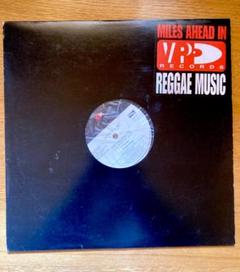 MILES AHEAD IN
VP
RECORDS
REGGAE MUSIC